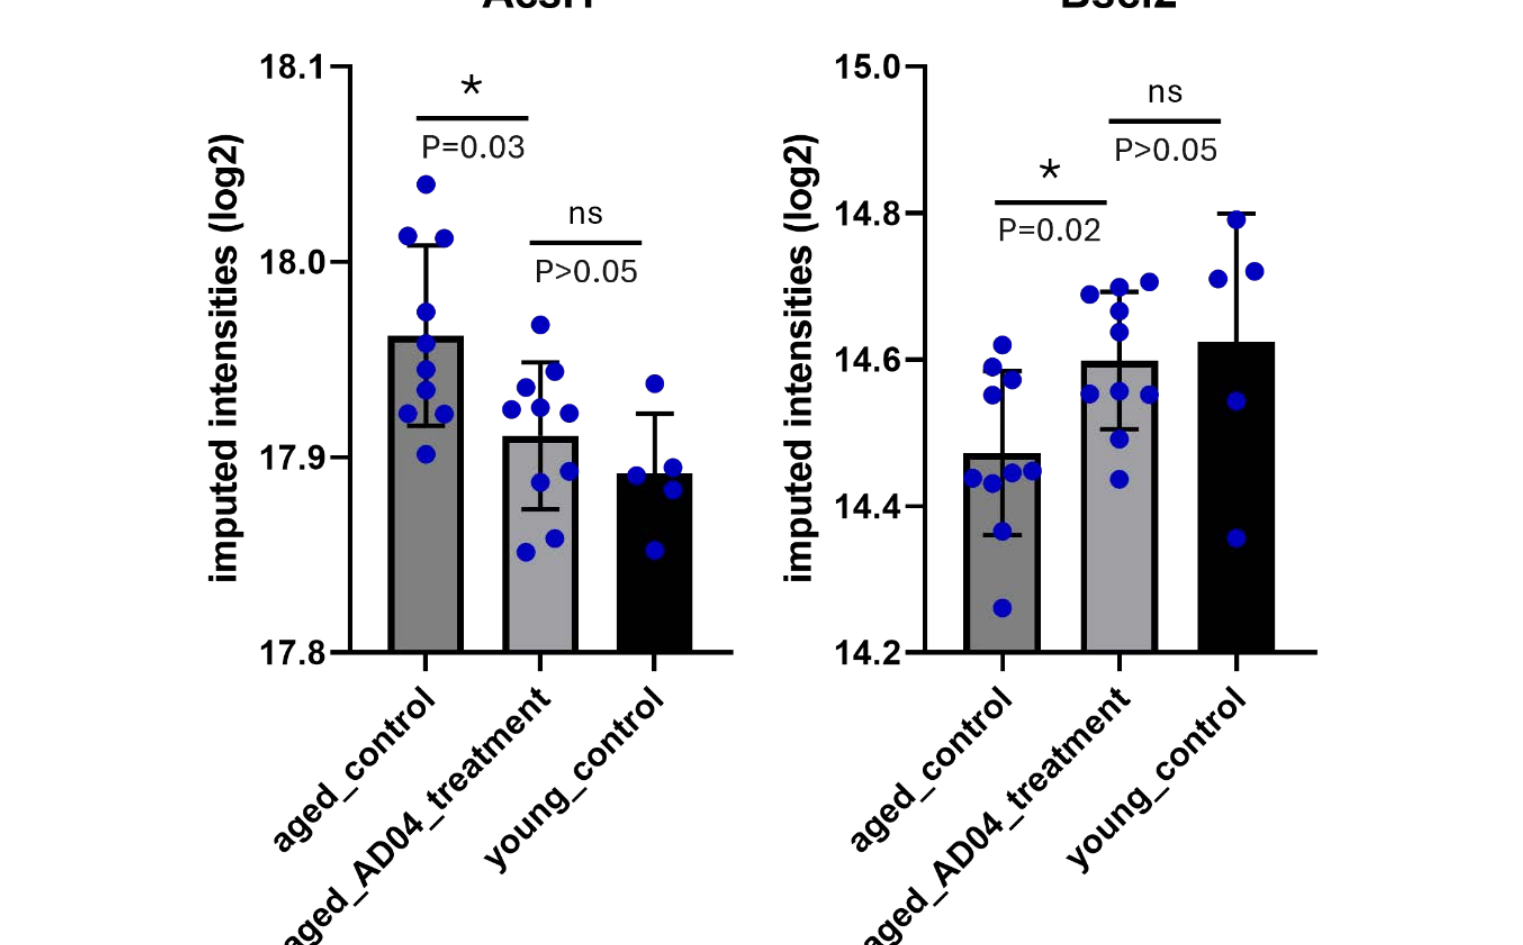 18.1
18.0
17.9
17.8
imputed intensities (log2)
*
P=0.03
ns
P>0.05
aged_control
aged_AD04_treatment
young_control
15.0
14.8
14.6
14.4
14.2
imputed intensities (log2)
*
P=0.02
ns
P>0.05
aged_control
aged_AD04_treatment
young_control